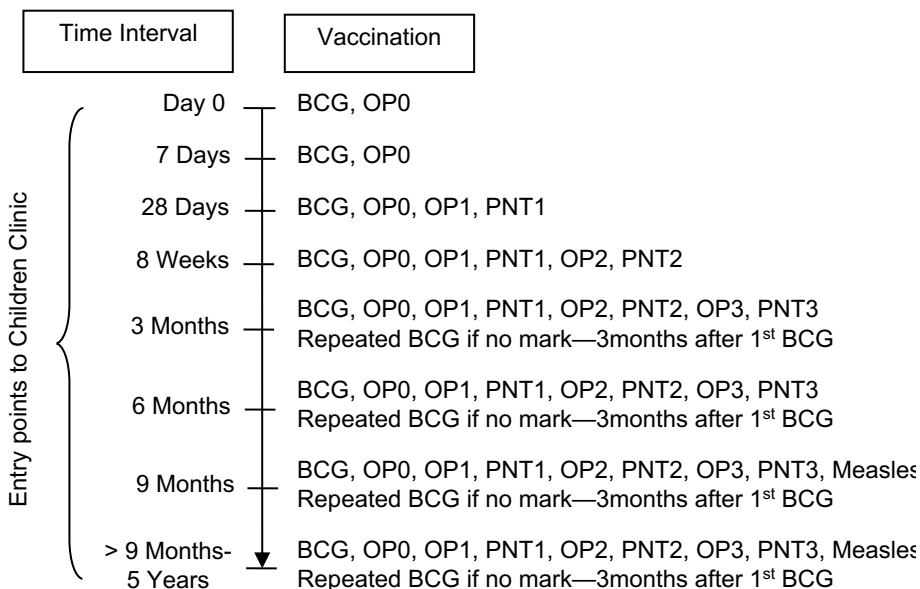 Time Interval
Vaccination
Entry points to Children Clinic
Day 0
BCG, OP0
7 Days
BCG, OP0
28 Days
BCG, OP0, OP1, PNT1
8 Weeks
BCG, OP0, OP1, PNT1, OP2, PNT2
3 Months
BCG, OP0, OP1, PNT1, OP2, PNT2, OP3, PNT3
Repeated BCG if no mark—3months after 1st BCG
6 Months
BCG, OP0, OP1, PNT1, OP2, PNT2, OP3, PNT3
Repeated BCG if no mark—3months after 1st BCG
9 Months
BCG, OP0, OP1, PNT1, OP2, PNT2, OP3, PNT3, Measles
Repeated BCG if no mark—3months after 1st BCG
> 9 Months-
5 Years
BCG, OP0, OP1, PNT1, OP2, PNT2, OP3, PNT3, Measles
Repeated BCG if no mark—3months after 1st BCG